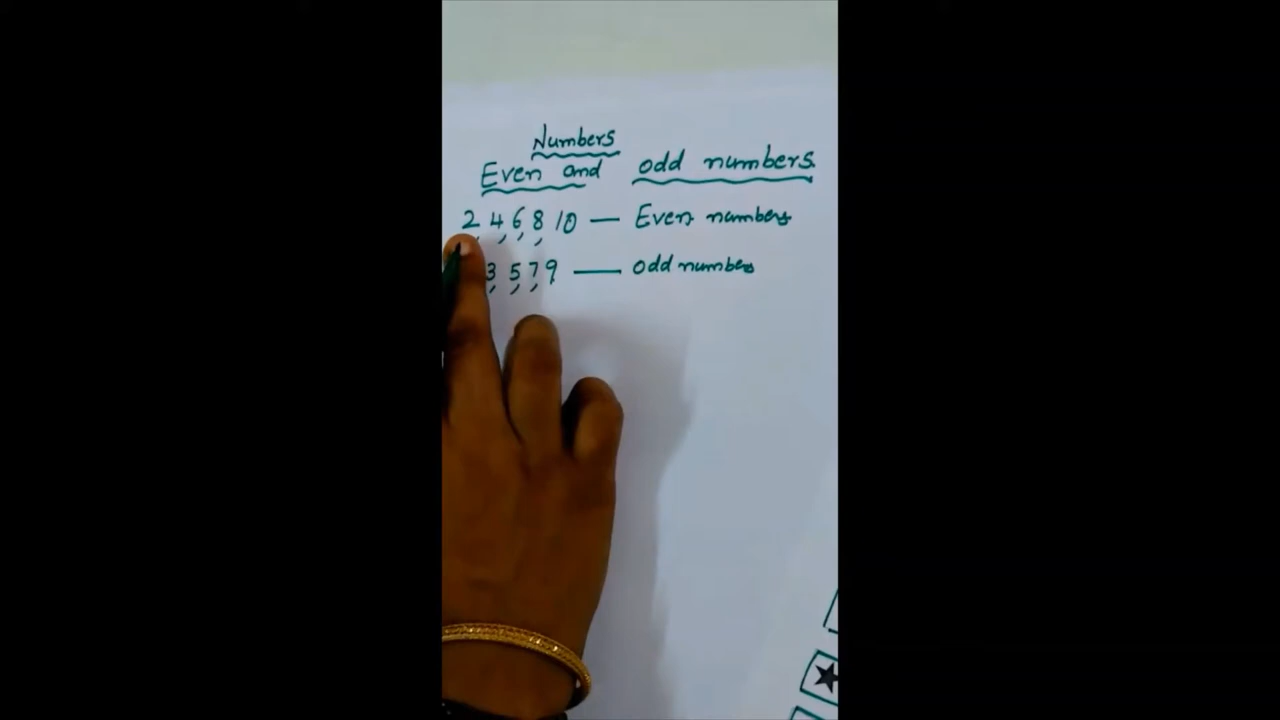 Numbers
Even and odd numbers.
2, 4, 6, 8, 10 — Even numbers
3, 5, 7, 9 — odd numbers